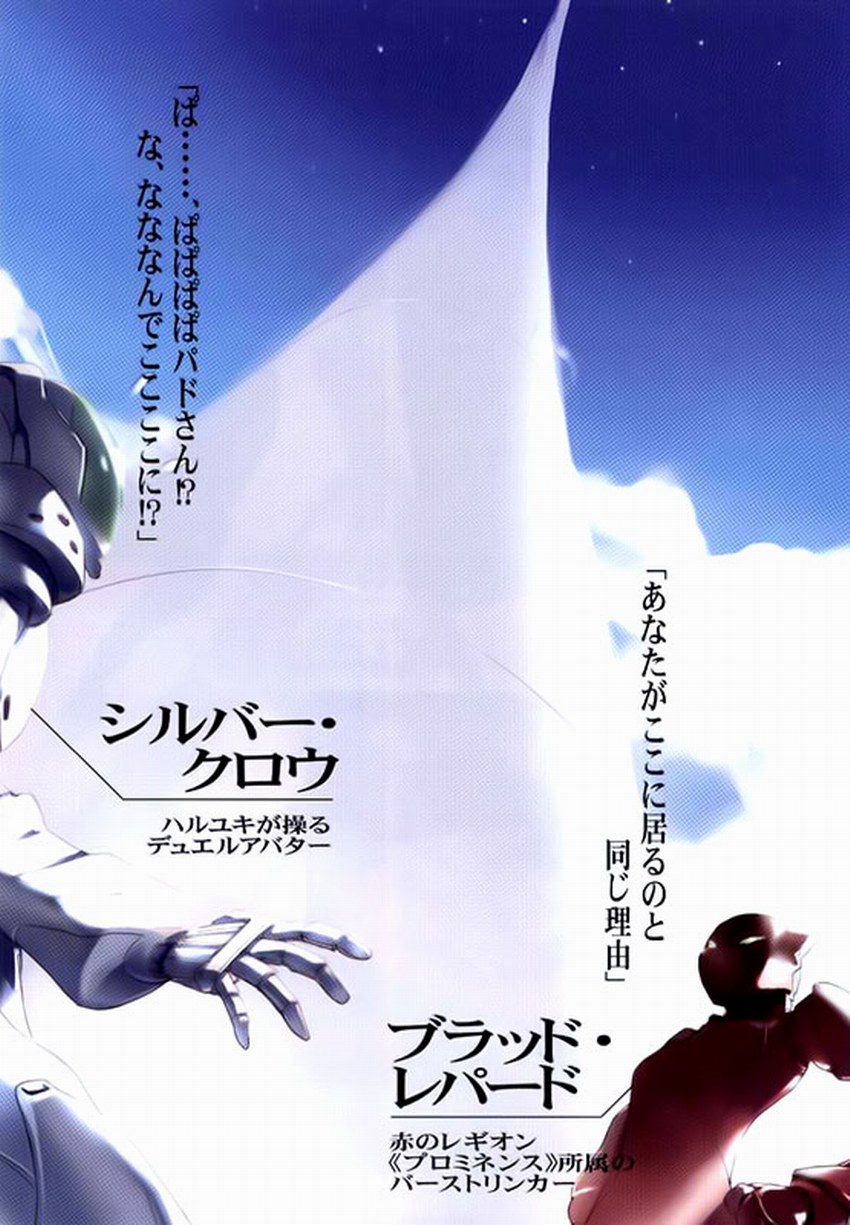 「ぱ……、ぱぱぱぱパドさん!?
な、なななんでこここに!?」
シルバー・
クロウ
ハルユキが操る
デュエルアバター
「あなたがここに居るのと
同じ理由」
ブラッド・
レパード
赤のレギオン
《プロミネンス》所属の
バーストリンカー